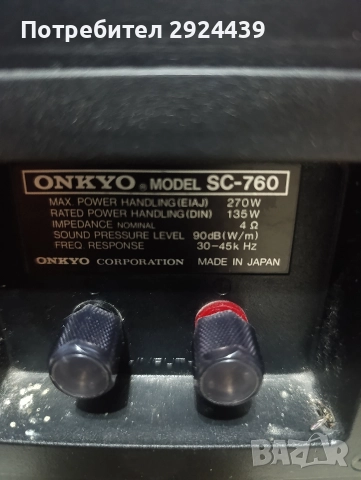 Потребител 2924439
ONKYO ® MODEL SC-760
MAX. POWER HANDLING(EIAJ) 270W
RATED POWER HANDLING(DIN) 135W
IMPEDANCE NOMINAL 4 Ω
SOUND PRESSURE LEVEL 90dB(W/m)
FREQ. RESPONSE 30-45k Hz
ONKYO CORPORATION MADE IN JAPAN
BAZAR